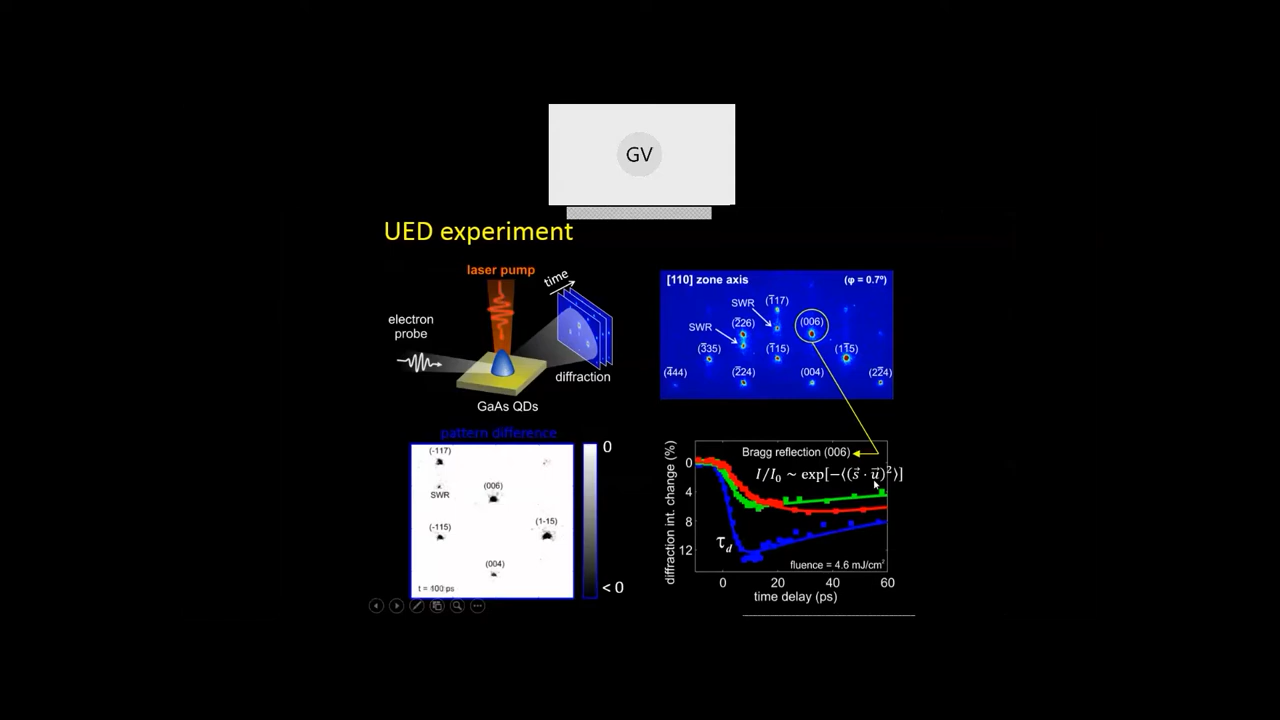 GV
UED experiment
laser pump
time
electron
probe
diffraction
GaAs QDs
[110] zone axis
(φ = 0.7º)
(1̅17)
SWR
(006)
(2̅26)
SWR
(3̅35)
(1̅15)
(11̅5)
(4̅44)
(2̅24)
(004)
(22̅4)
pattern difference
(-117)
SWR
(006)
(-115)
(1-15)
(004)
t = 100 ps
0
< 0
Bragg reflection (006)
I/I₀ ~ exp[−⟨(s⃗ · u⃗)²⟩]
diffraction int. change (%)
0
4
8
12
τd
fluence = 4.6 mJ/cm²
0 20 40 60
time delay (ps)